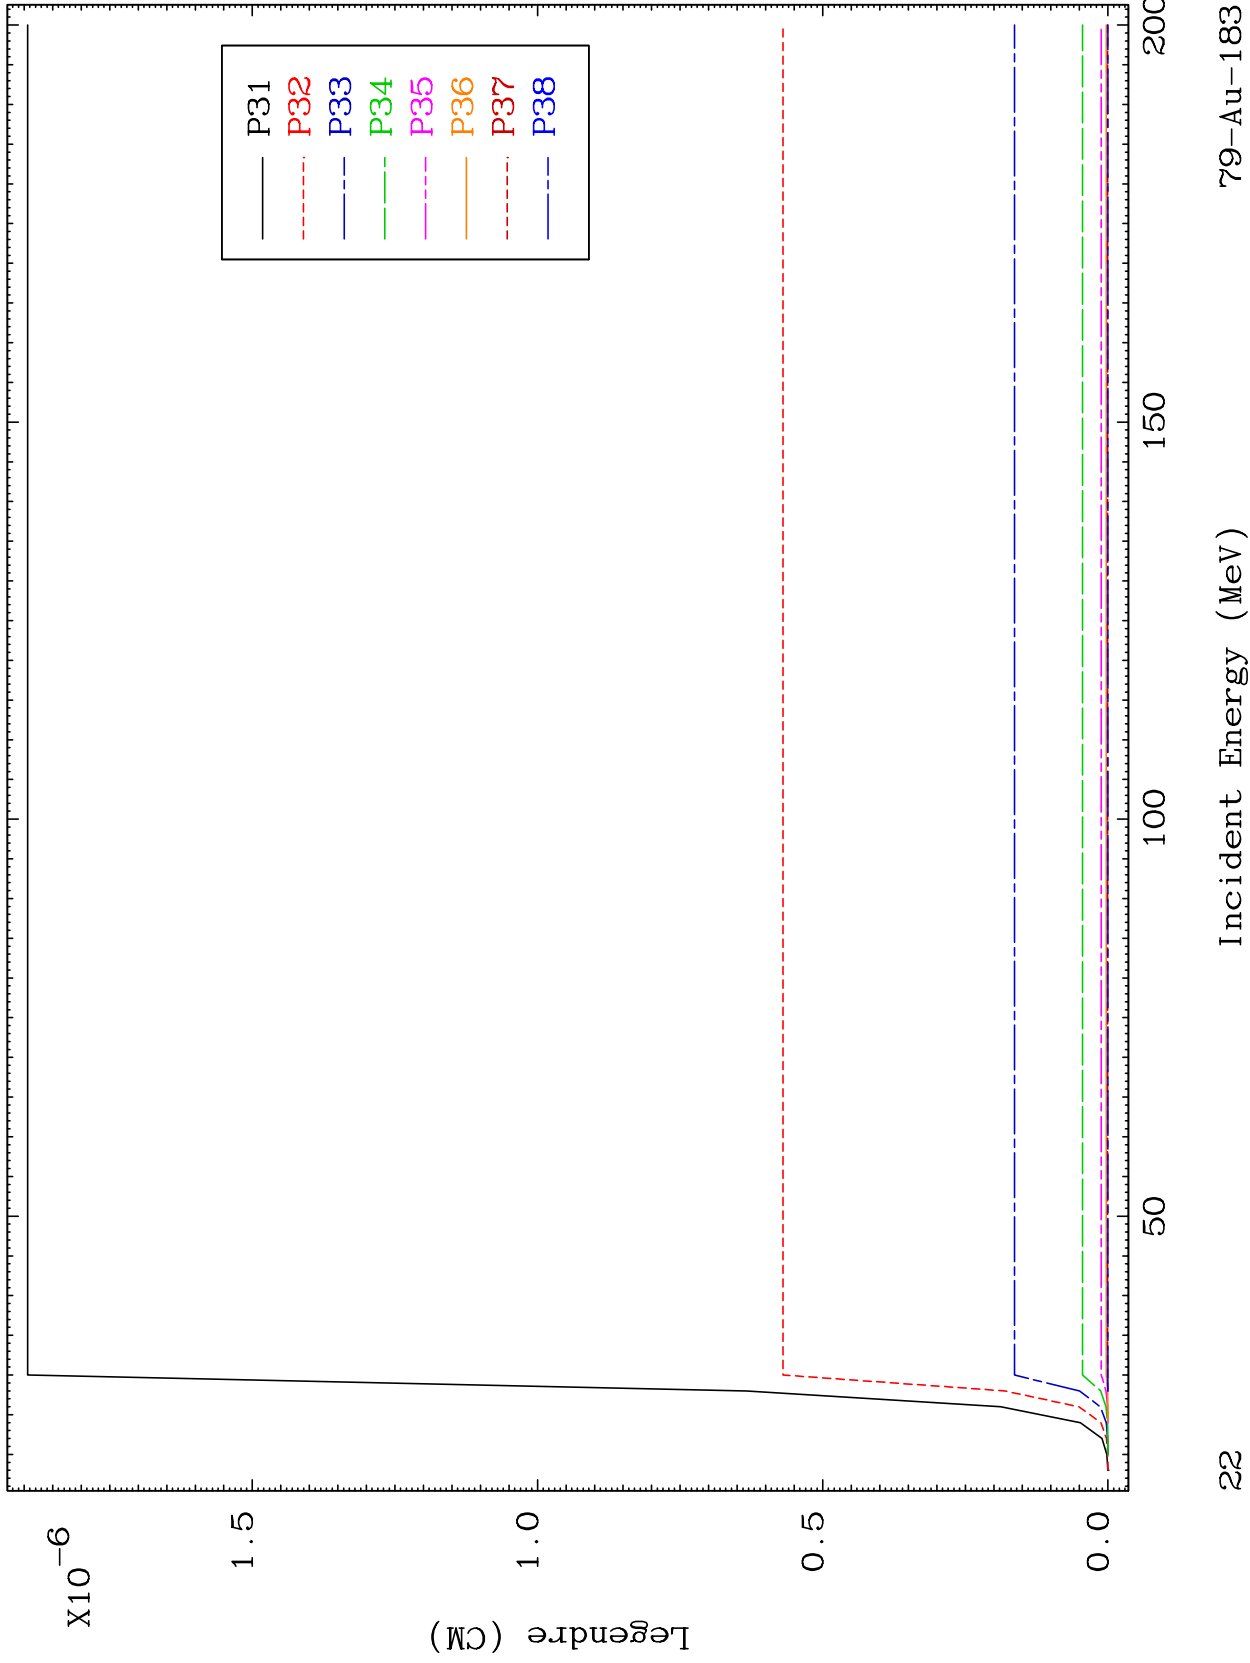 X10-6
1.5
1.0
0.5
0.0
Legendre (CM)
P31
P32
P33
P34
P35
P36
P37
P38
50
100
150
200
22
Incident Energy (MeV)
79-Au-183